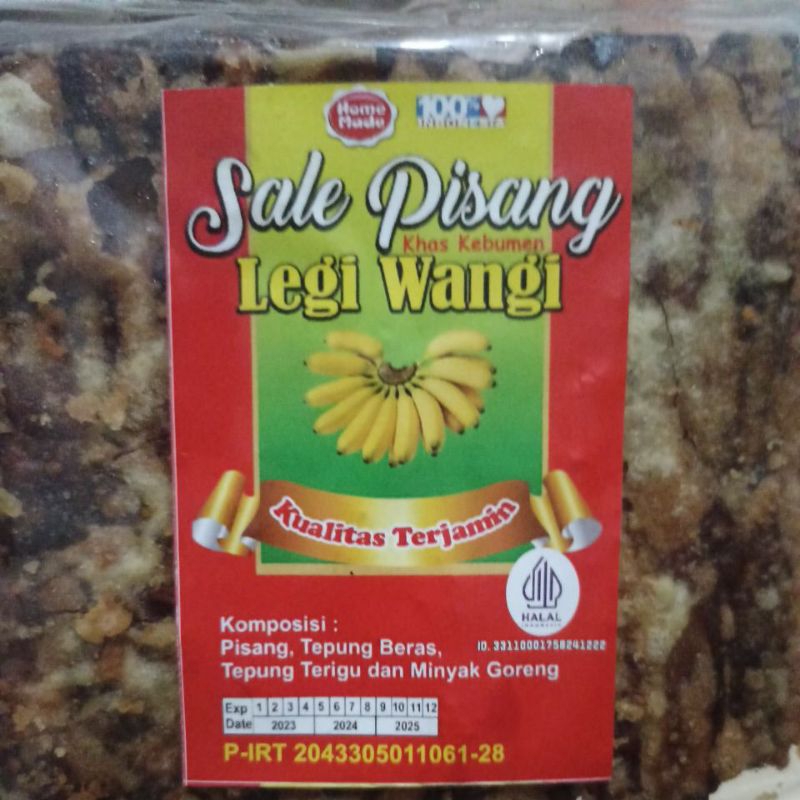 Home
Made
100%
INDONESIA
Sale Pisang
Khas Kebumen
Legi Wangi
Kualitas Terjamin
HALAL
INDONESIA
Komposisi :
Pisang, Tepung Beras,
ID. 33110001758241222
Tepung Terigu dan Minyak Goreng
Exp 1 2 3 4 5 6 7 8 9 10 11 12
Date 2023 2024 2025
P-IRT 2043305011061-28